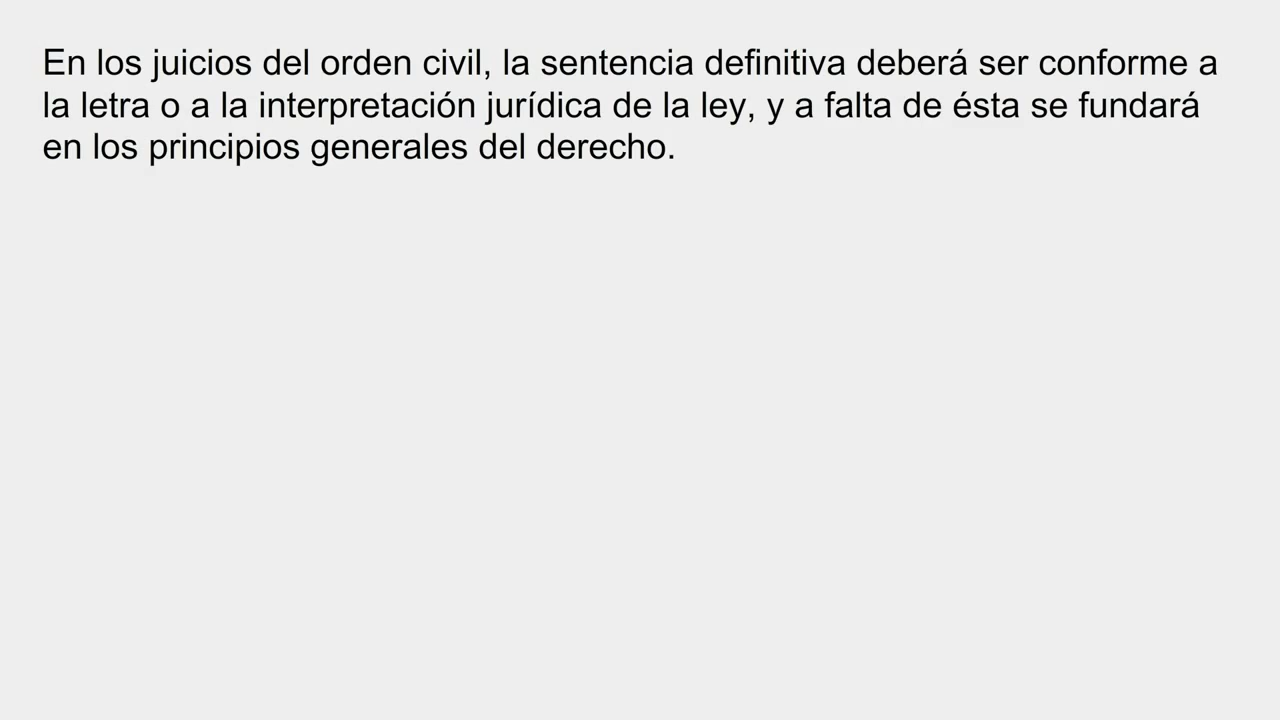 En los juicios del orden civil, la sentencia definitiva deberá ser conforme a
la letra o a la interpretación jurídica de la ley, y a falta de ésta se fundará
en los principios generales del derecho.